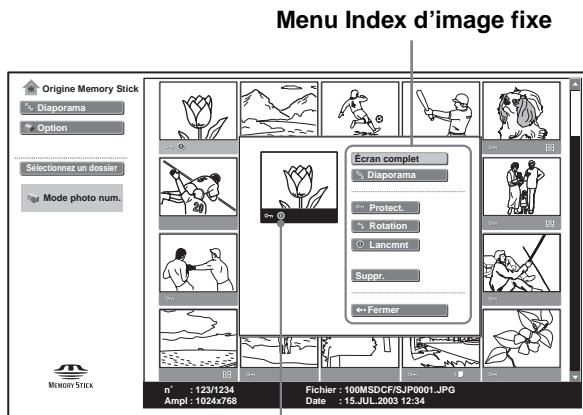 Menu Index d'image fixe
Origine Memory Stick
Diaporama
Option
Sélectionnez un dossier
Mode photo num.
20
Écran complet
Diaporama
Protect.
Rotation
Lancmnt
Suppr.
Fermer
MEMORY STICK
n° : 123/1234
Ampl : 1024x768
Fichier : 100MSDCF/SJP0001.JPG
Date : 15.JUL.2003 12:34